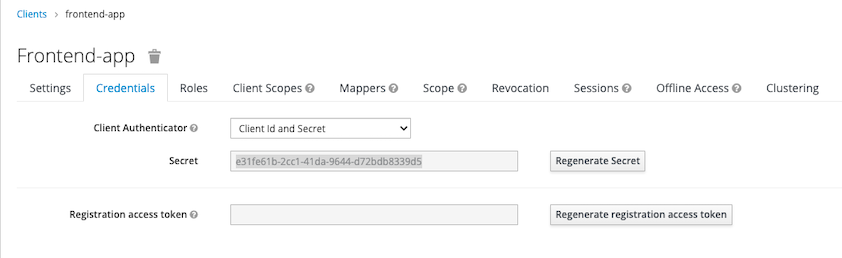 Clients > frontend-app
Frontend-app
Settings Credentials Roles Client Scopes Mappers Scope Revocation Sessions Offline Access Clustering
Client Authenticator Client Id and Secret
Secret e31fe61b-2cc1-41da-9644-d72bdb8339d5 Regenerate Secret
Registration access token Regenerate registration access token